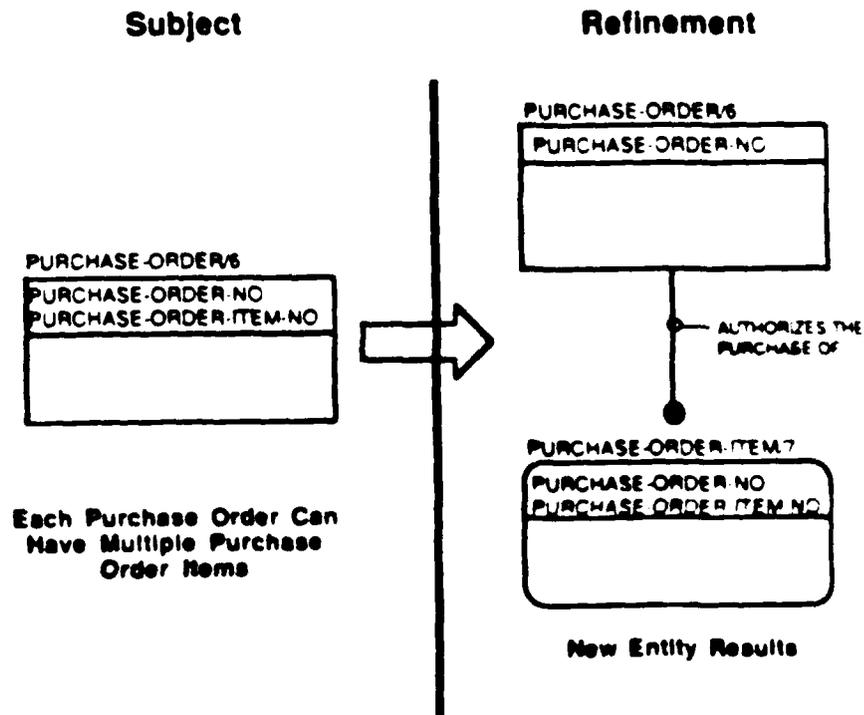 Subject
PURCHASE-ORDER/6
PURCHASE-ORDER-NO
PURCHASE-ORDER-ITEM-NO
Each Purchase Order Can
Have Multiple Purchase
Order Items
Refinement
PURCHASE-ORDER/6
PURCHASE-ORDER-NO
AUTHORIZES THE
PURCHASE OF
PURCHASE-ORDER-ITEM/7
PURCHASE-ORDER-NO
PURCHASE-ORDER-ITEM-NO
New Entity Results